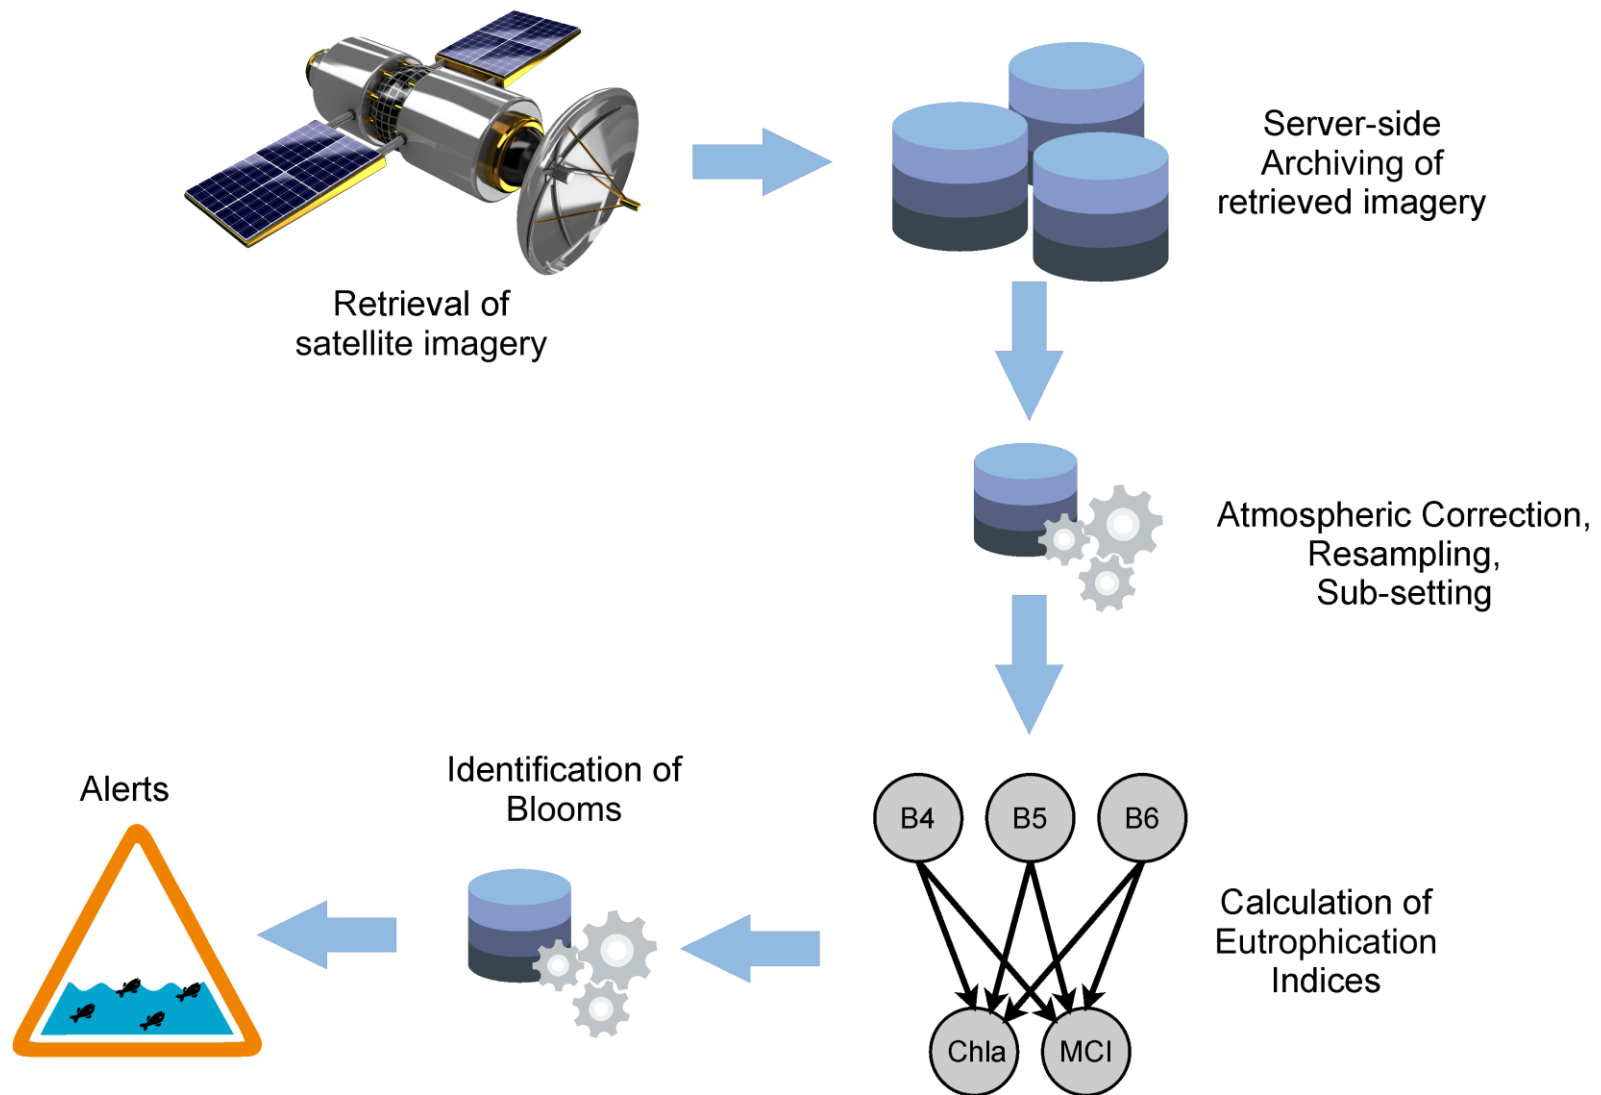 Retrieval of
satellite imagery
Server-side
Archiving of
retrieved imagery
Atmospheric Correction,
Resampling,
Sub-setting
B4
B5
B6
Chla
MCI
Calculation of
Eutrophication
Indices
Identification of
Blooms
Alerts